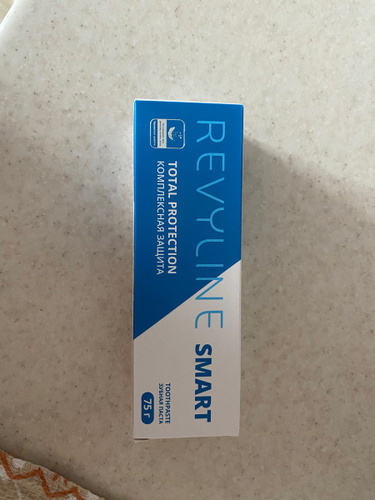 REVYLINE
SMART
TOTAL PROTECTION
КОМПЛЕКСНАЯ ЗАЩИТА
TOOTHPASTE
ЗУБНАЯ ПАСТА
75 г